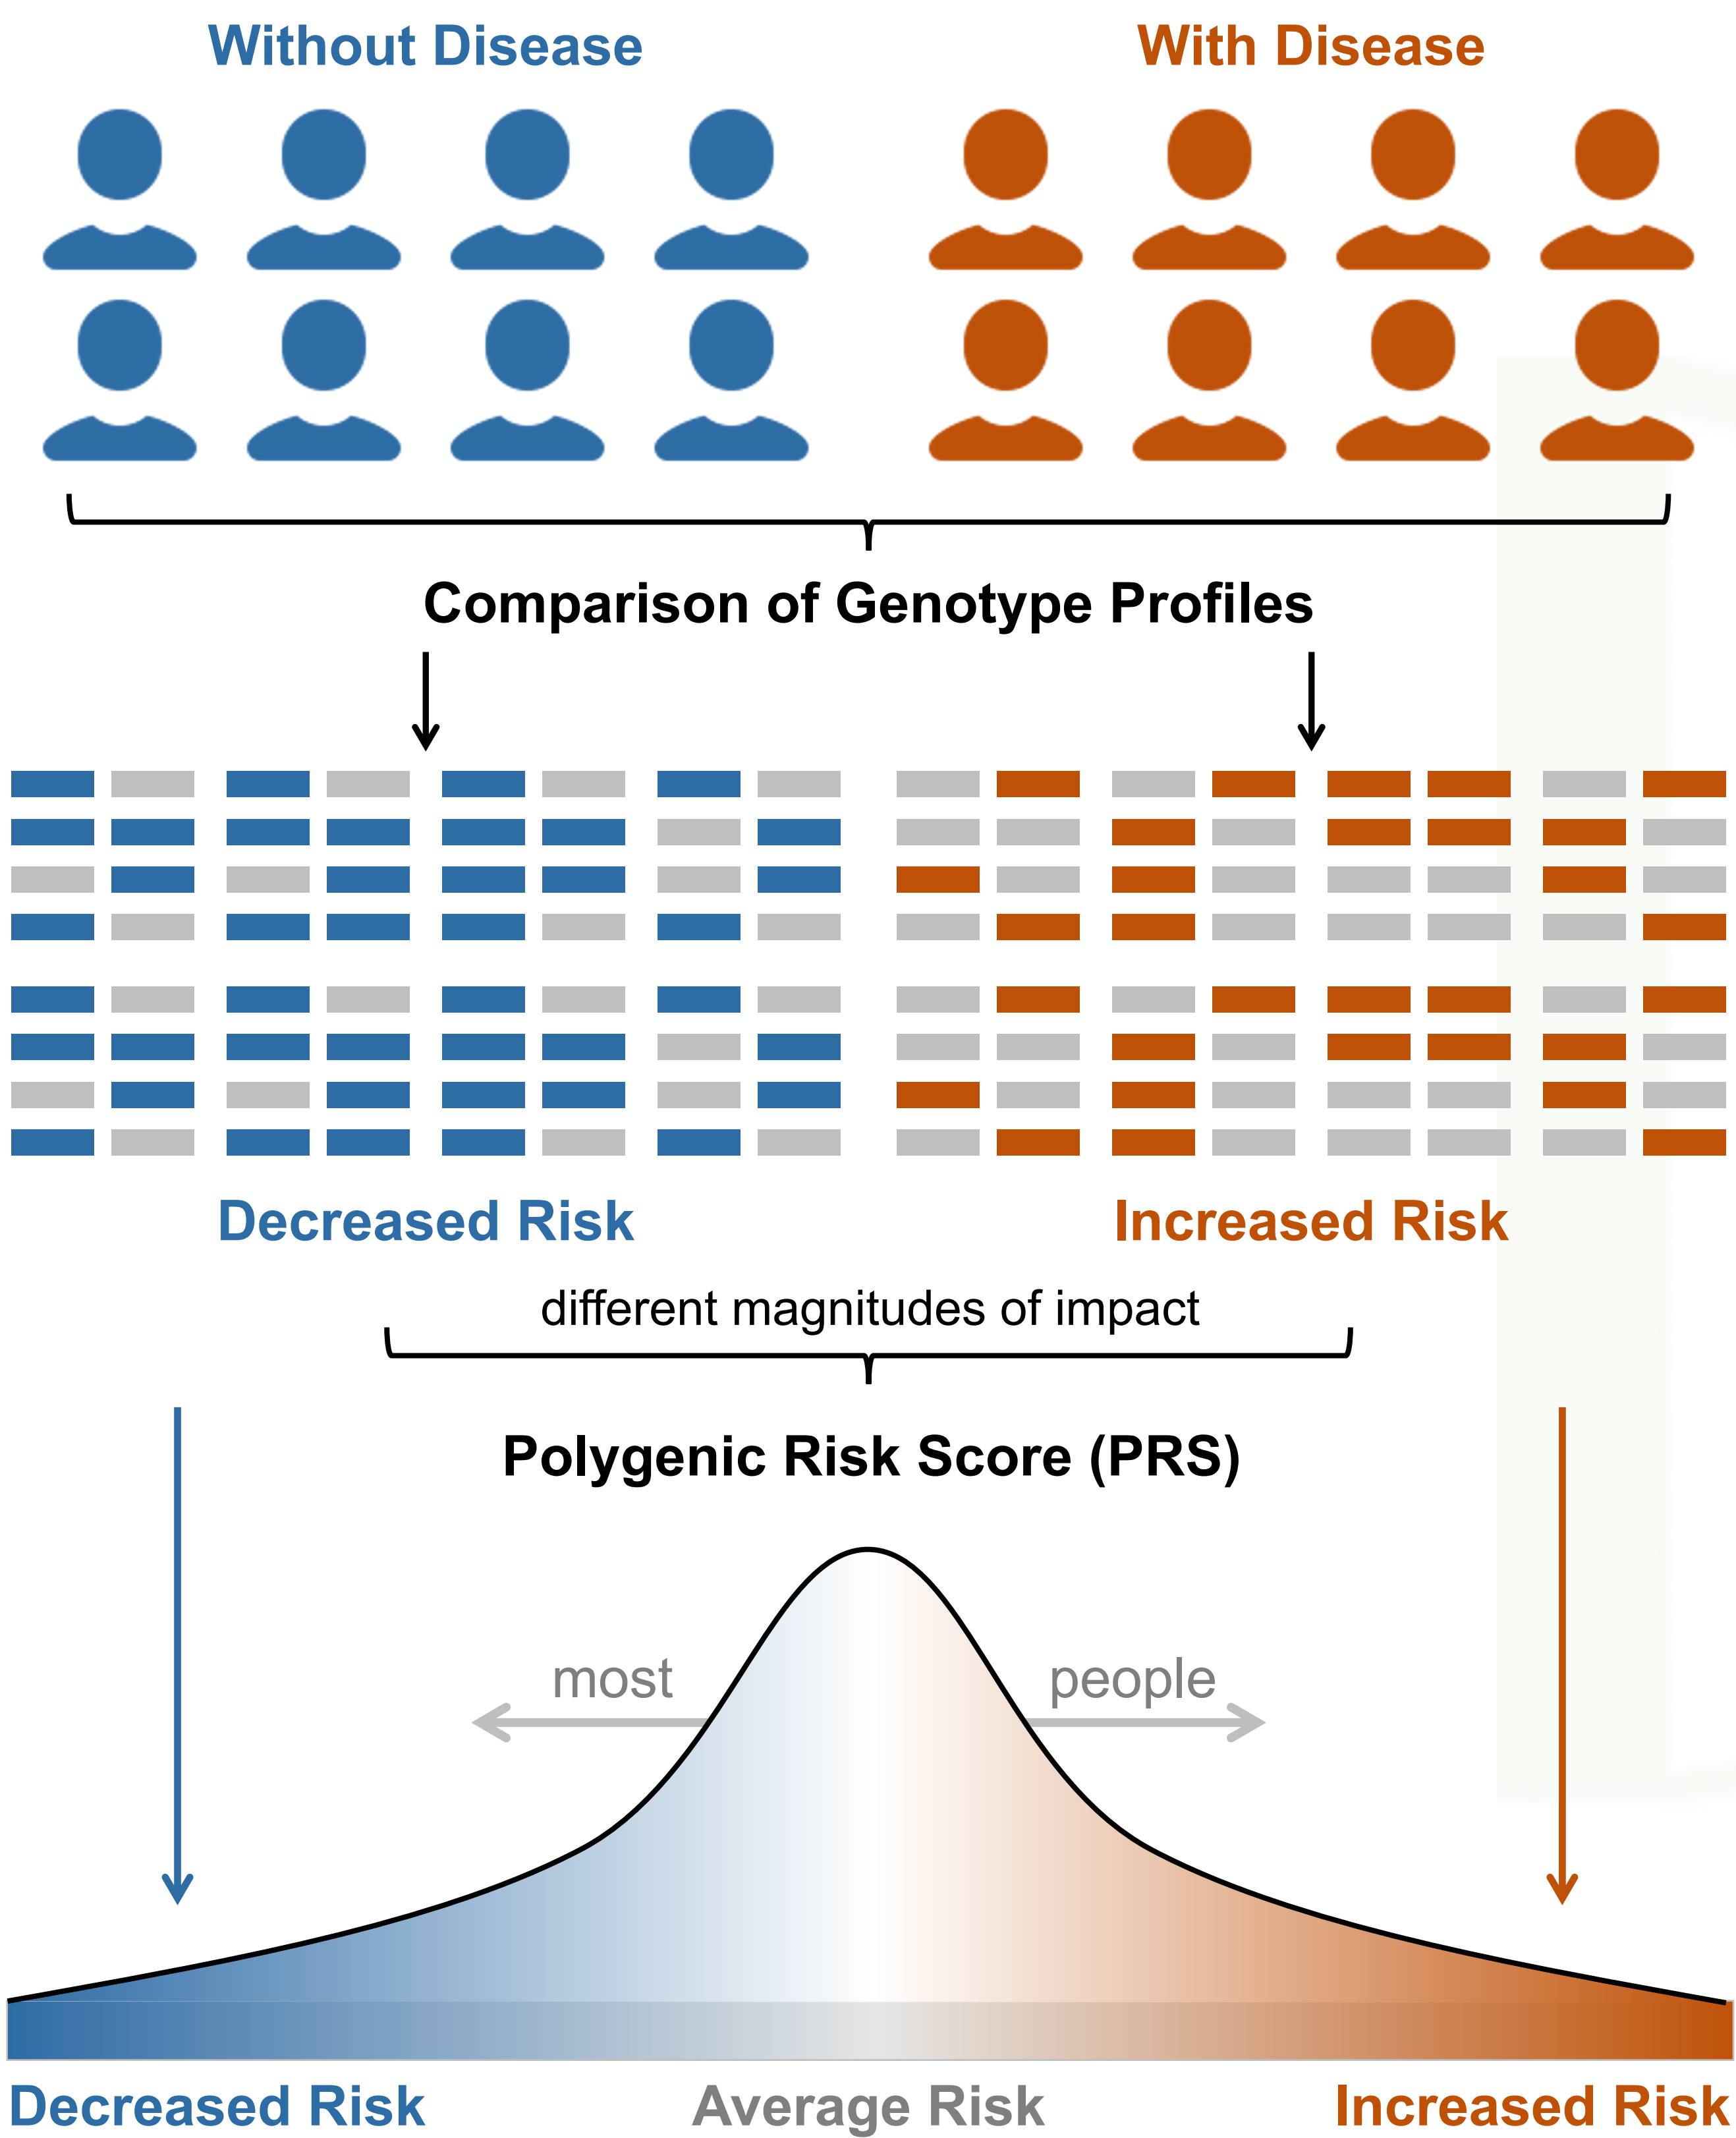 Without Disease
With Disease
Comparison of Genotype Profiles
Decreased Risk
Increased Risk
different magnitudes of impact
Polygenic Risk Score (PRS)
most
people
Decreased Risk
Average Risk
Increased Risk